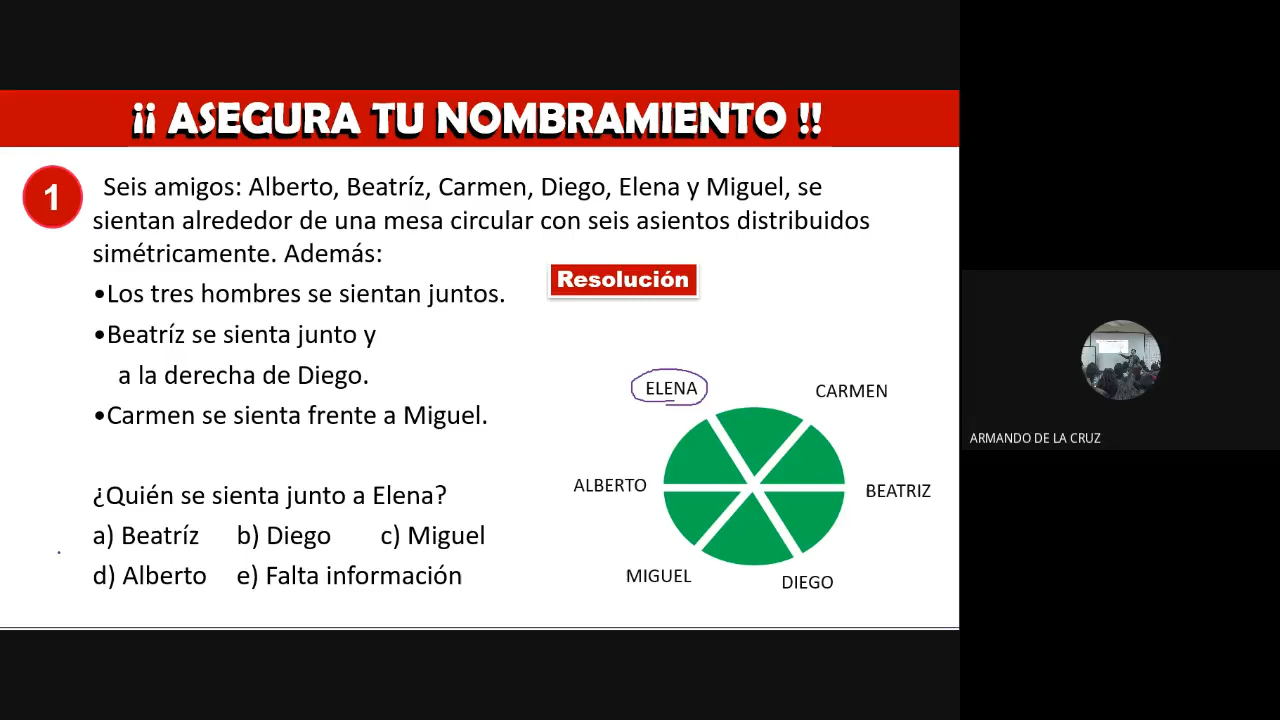 ¡¡ ASEGURA TU NOMBRAMIENTO !!
1
Seis amigos: Alberto, Beatríz, Carmen, Diego, Elena y Miguel, se
sientan alrededor de una mesa circular con seis asientos distribuidos
simétricamente. Además:
•Los tres hombres se sientan juntos.
•Beatríz se sienta junto y
a la derecha de Diego.
•Carmen se sienta frente a Miguel.
¿Quién se sienta junto a Elena?
a) Beatríz b) Diego c) Miguel
d) Alberto e) Falta información
Resolución
ELENA
CARMEN
ALBERTO
BEATRIZ
MIGUEL
DIEGO
ARMANDO DE LA CRUZ